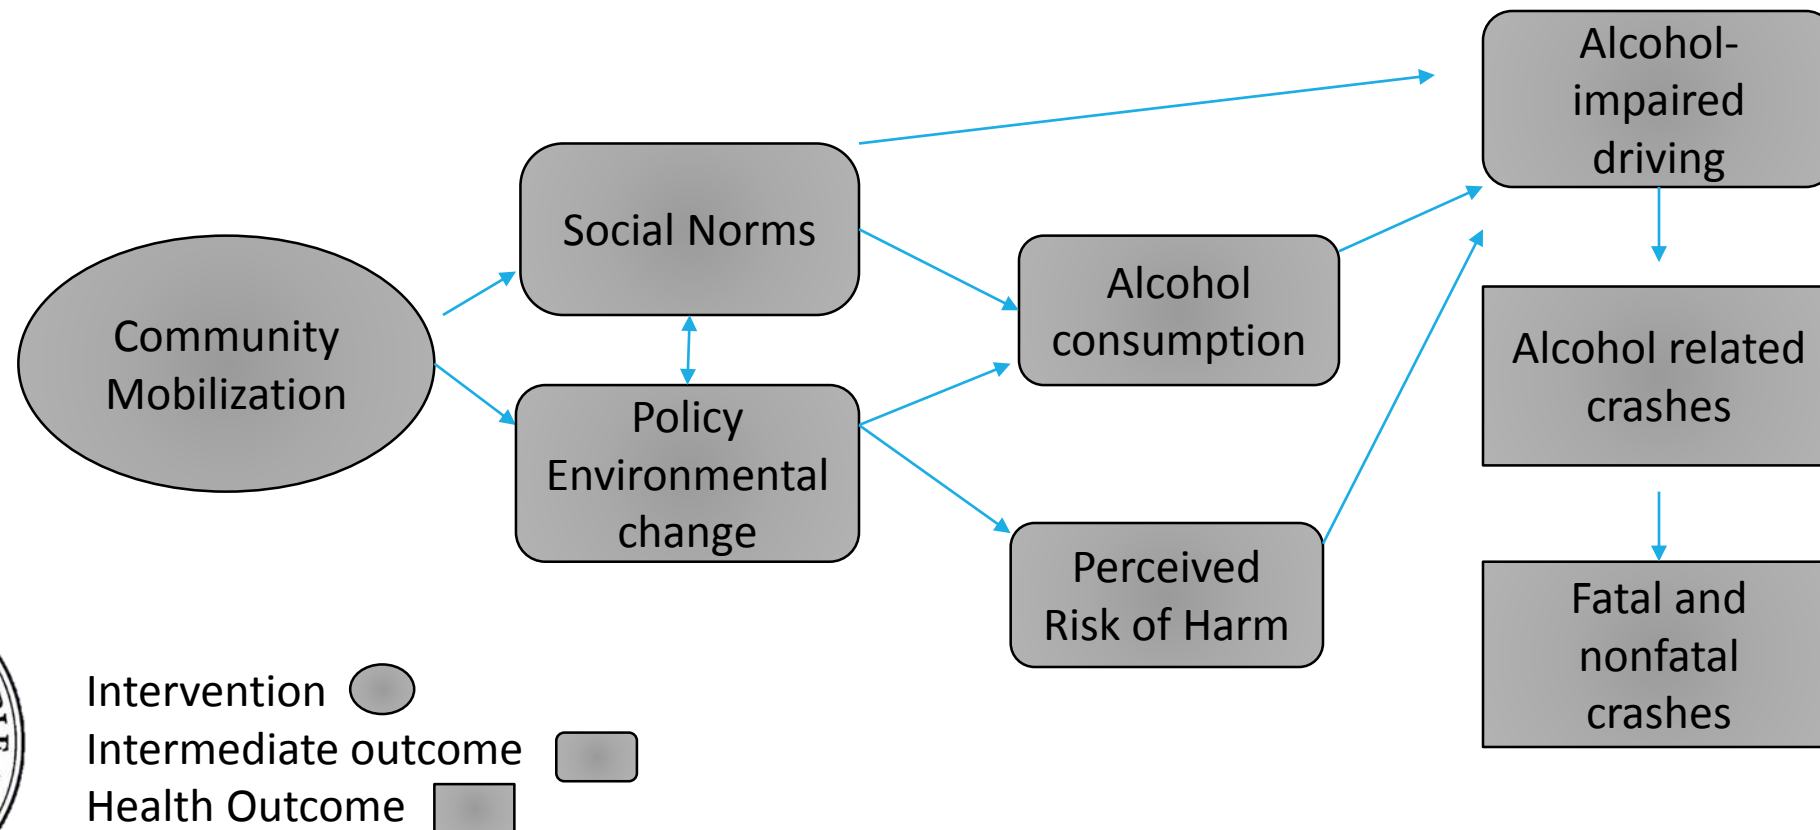 Alcohol-
impaired
driving
Social Norms
Community
Mobilization
Alcohol
consumption
Policy
Environmental
change
Alcohol related
crashes
Perceived
Risk of Harm
Fatal and
nonfatal
crashes
Intervention
Intermediate outcome
Health Outcome